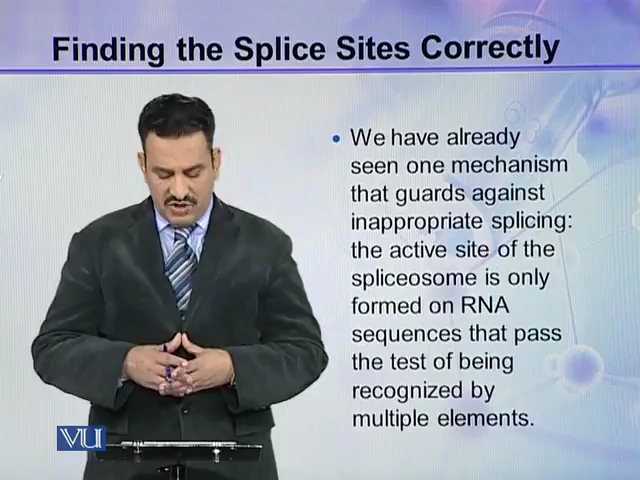 Finding the Splice Sites Correctly
• We have already
seen one mechanism
that guards against
inappropriate splicing:
the active site of the
spliceosome is only
formed on RNA
sequences that pass
the test of being
recognized by
multiple elements.
VU